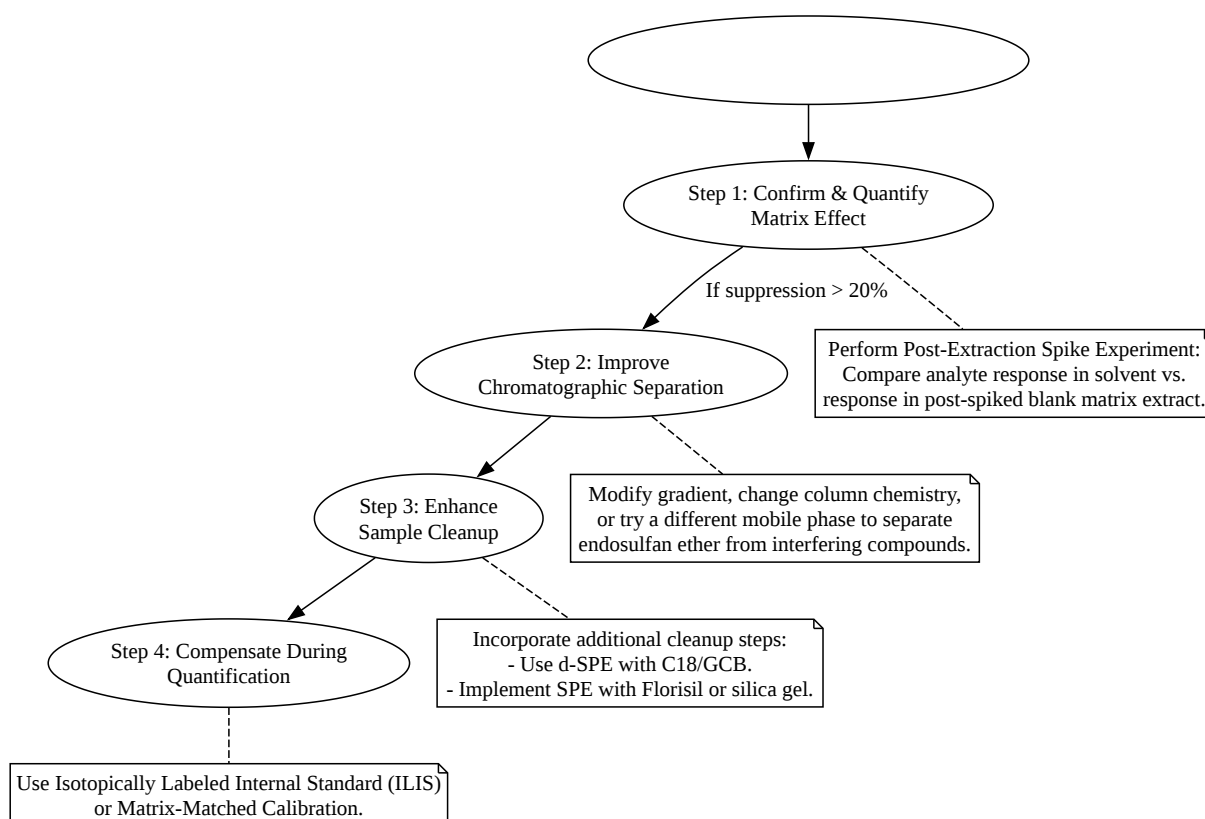 Step 1: Confirm & Quantify
Matrix Effect
If suppression > 20%
Perform Post-Extraction Spike Experiment:
Compare analyte response in solvent vs.
response in post-spiked blank matrix extract.
Step 2: Improve
Chromatographic Separation
Modify gradient, change column chemistry,
or try a different mobile phase to separate
endosulfan ether from interfering compounds.
Step 3: Enhance
Sample Cleanup
Incorporate additional cleanup steps:
- Use d-SPE with C18/GCB.
- Implement SPE with Florisil or silica gel.
Step 4: Compensate During
Quantification
Use Isotopically Labeled Internal Standard (ILIS)
or Matrix-Matched Calibration.